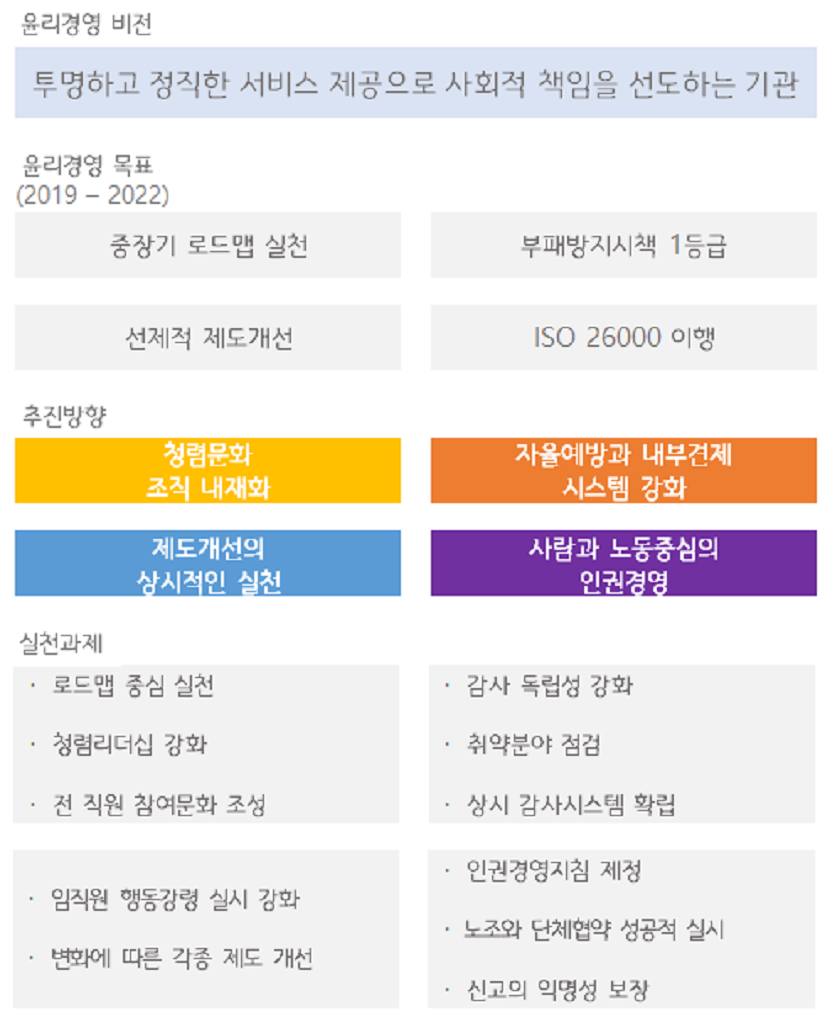 윤리경영 비전
투명하고 정직한 서비스 제공으로 사회적 책임을 선도하는 기관
윤리경영 목표
(2019 – 2022)
중장기 로드맵 실천
부패방지시책 1등급
선제적 제도개선
ISO 26000 이행
추진방향
청렴문화
조직 내재화
자율예방과 내부견제
시스템 강화
제도개선의
상시적인 실천
사람과 노동중심의
인권경영
실천과제
· 로드맵 중심 실천
· 청렴리더십 강화
· 전 직원 참여문화 조성
· 감사 독립성 강화
· 취약분야 점검
· 상시 감사시스템 확립
· 임직원 행동강령 실시 강화
· 변화에 따른 각종 제도 개선
· 인권경영지침 제정
· 노조와 단체협약 성공적 실시
· 신고의 익명성 보장